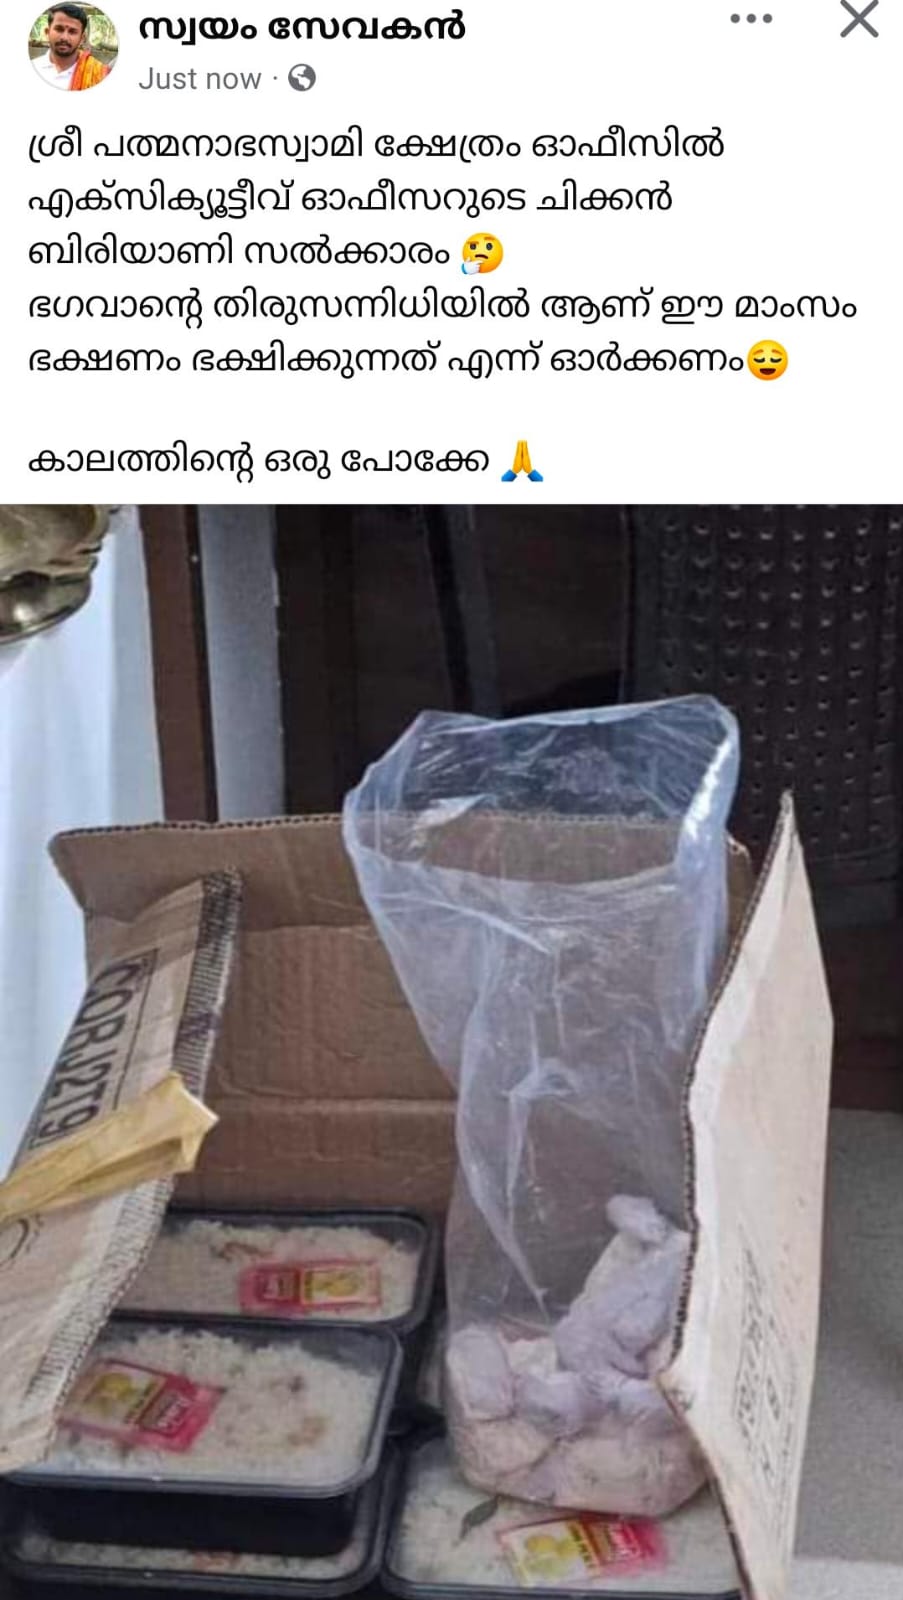 സ്വയം സേവകൻ
Just now ·
ശ്രീ പത്മനാഭസ്വാമി ക്ഷേത്രം ഓഫീസിൽ
എക്സിക്യൂട്ടീവ് ഓഫീസറുടെ ചിക്കൻ
ബിരിയാണി സൽക്കാരം 🤔
ഭഗവാന്റെ തിരുസന്നിധിയിൽ ആണ് ഈ മാംസം
ഭക്ഷണം ഭക്ഷിക്കുന്നത് എന്ന് ഓർക്കണം😌
കാലത്തിന്റെ ഒരു പോക്കേ 🙏